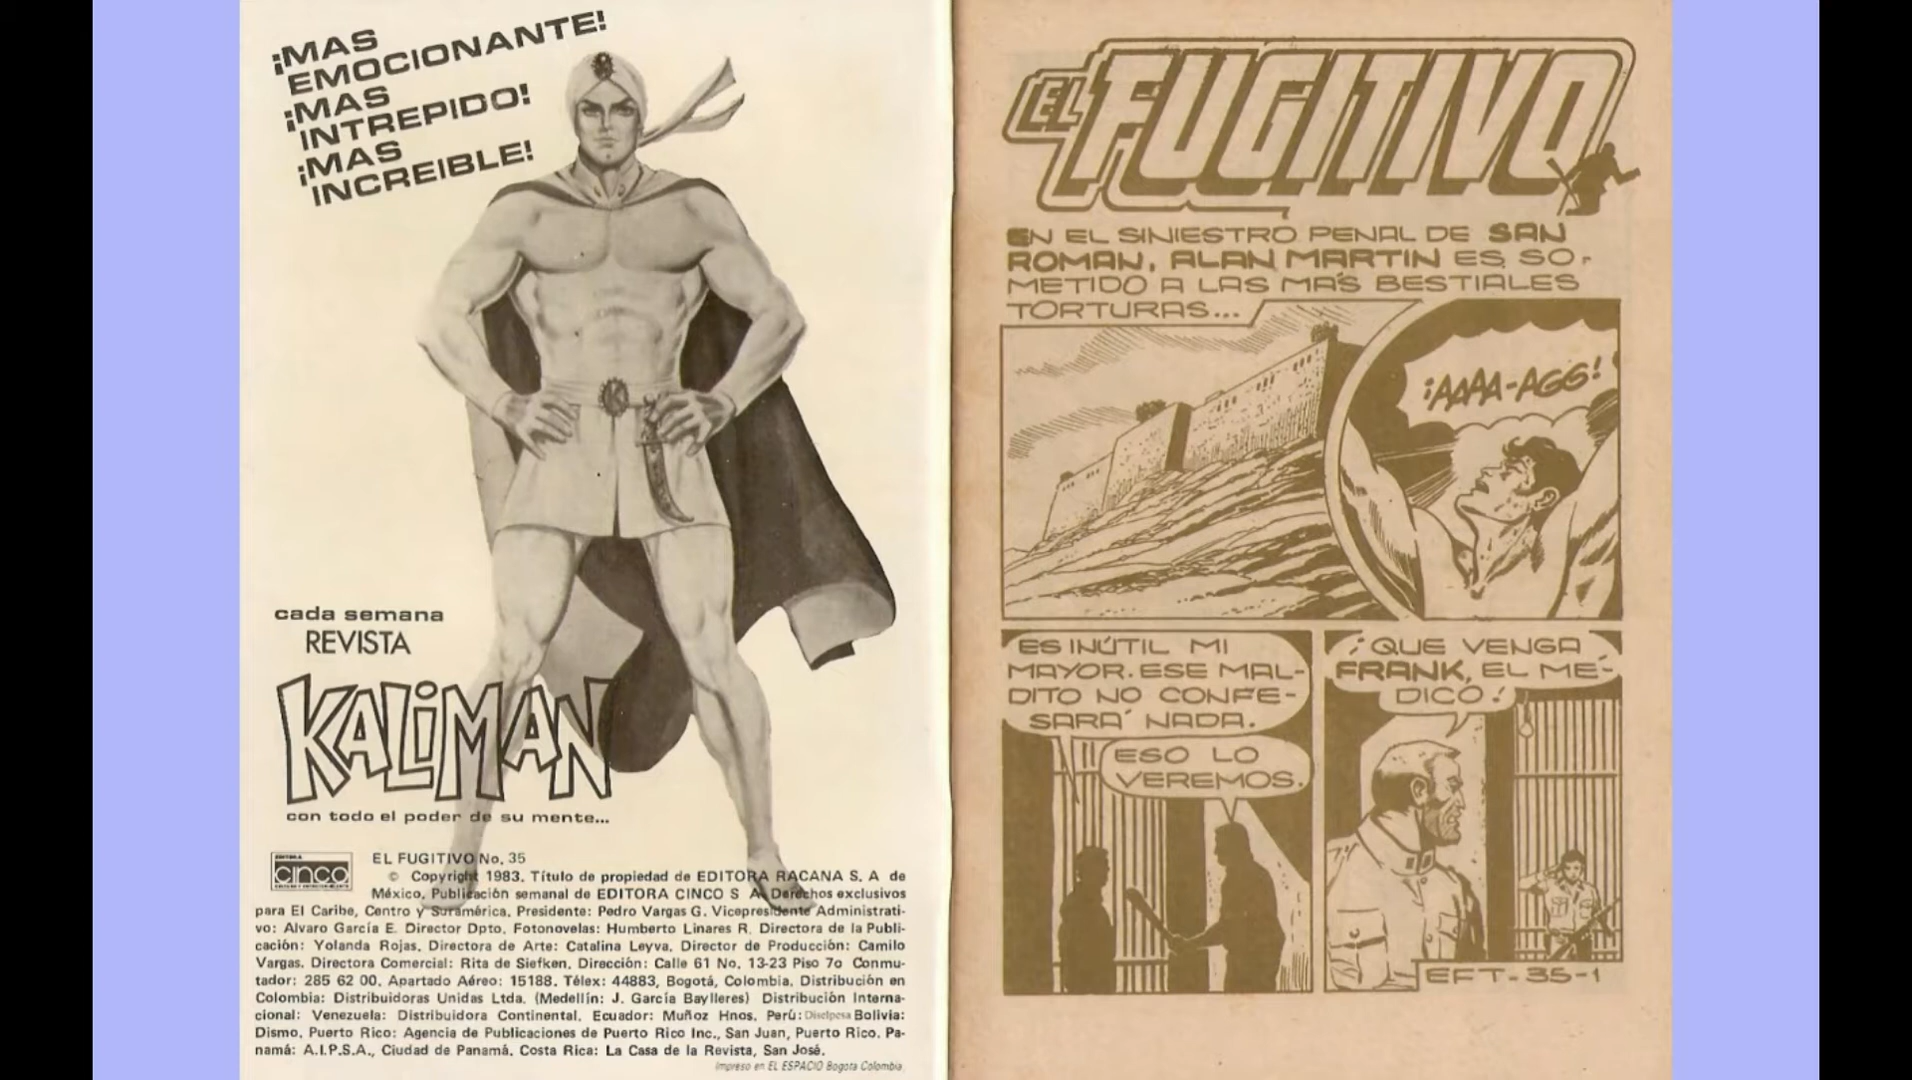 ¡MAS
EMOCIONANTE!
¡MAS
INTREPIDO!
¡MAS
INCREIBLE!
cada semana
REVISTA
KALIMAN
con todo el poder de su mente...
EDITORA
CINCO
EL FUGITIVO No. 35
© Copyright 1983. Título de propiedad de EDITORA RACANA S. A de
México. Publicación semanal de EDITORA CINCO S A. Derechos exclusivos
para El Caribe, Centro y Suramérica. Presidente: Pedro Vargas G. Vicepresidente Administrati-
vo: Alvaro García E. Director Dpto. Fotonovelas: Humberto Linares R. Directora de la Publi-
cación: Yolanda Rojas. Directora de Arte: Catalina Leyva. Director de Producción: Camilo
Vargas. Directora Comercial: Rita de Siefken. Dirección: Calle 61 No. 13-23 Piso 7o Conmu-
tador: 285 62 00. Apartado Aéreo: 15188. Télex: 44883, Bogotá, Colombia. Distribución en
Colombia: Distribuidoras Unidas Ltda. (Medellín: J. García Baylleres) Distribución Interna-
cional: Venezuela: Distribuidora Continental. Ecuador: Muñoz Hnos. Perú: Diselpesa Bolivia:
Dismo. Puerto Rico: Agencia de Publicaciones de Puerto Rico Inc., San Juan, Puerto Rico. Pa-
namá: A.I.P.S.A., Ciudad de Panamá. Costa Rica: La Casa de la Revista, San José.
Impreso en EL ESPACIO Bogota Colombia
EL FUGITIVO
EN EL SINIESTRO PENAL DE SAN
ROMAN, ALAN MARTIN ES SO-
METIDO A LAS MÁS BESTIALES
TORTURAS...
¡AAAA-AGG!
ES INÚTIL MI
MAYOR. ESE MAL-
DITO NO CONFE-
SARÁ NADA.
ESO LO
VEREMOS.
¡QUE VENGA
FRANK, EL MÉ-
DICO!
EFT-35-1